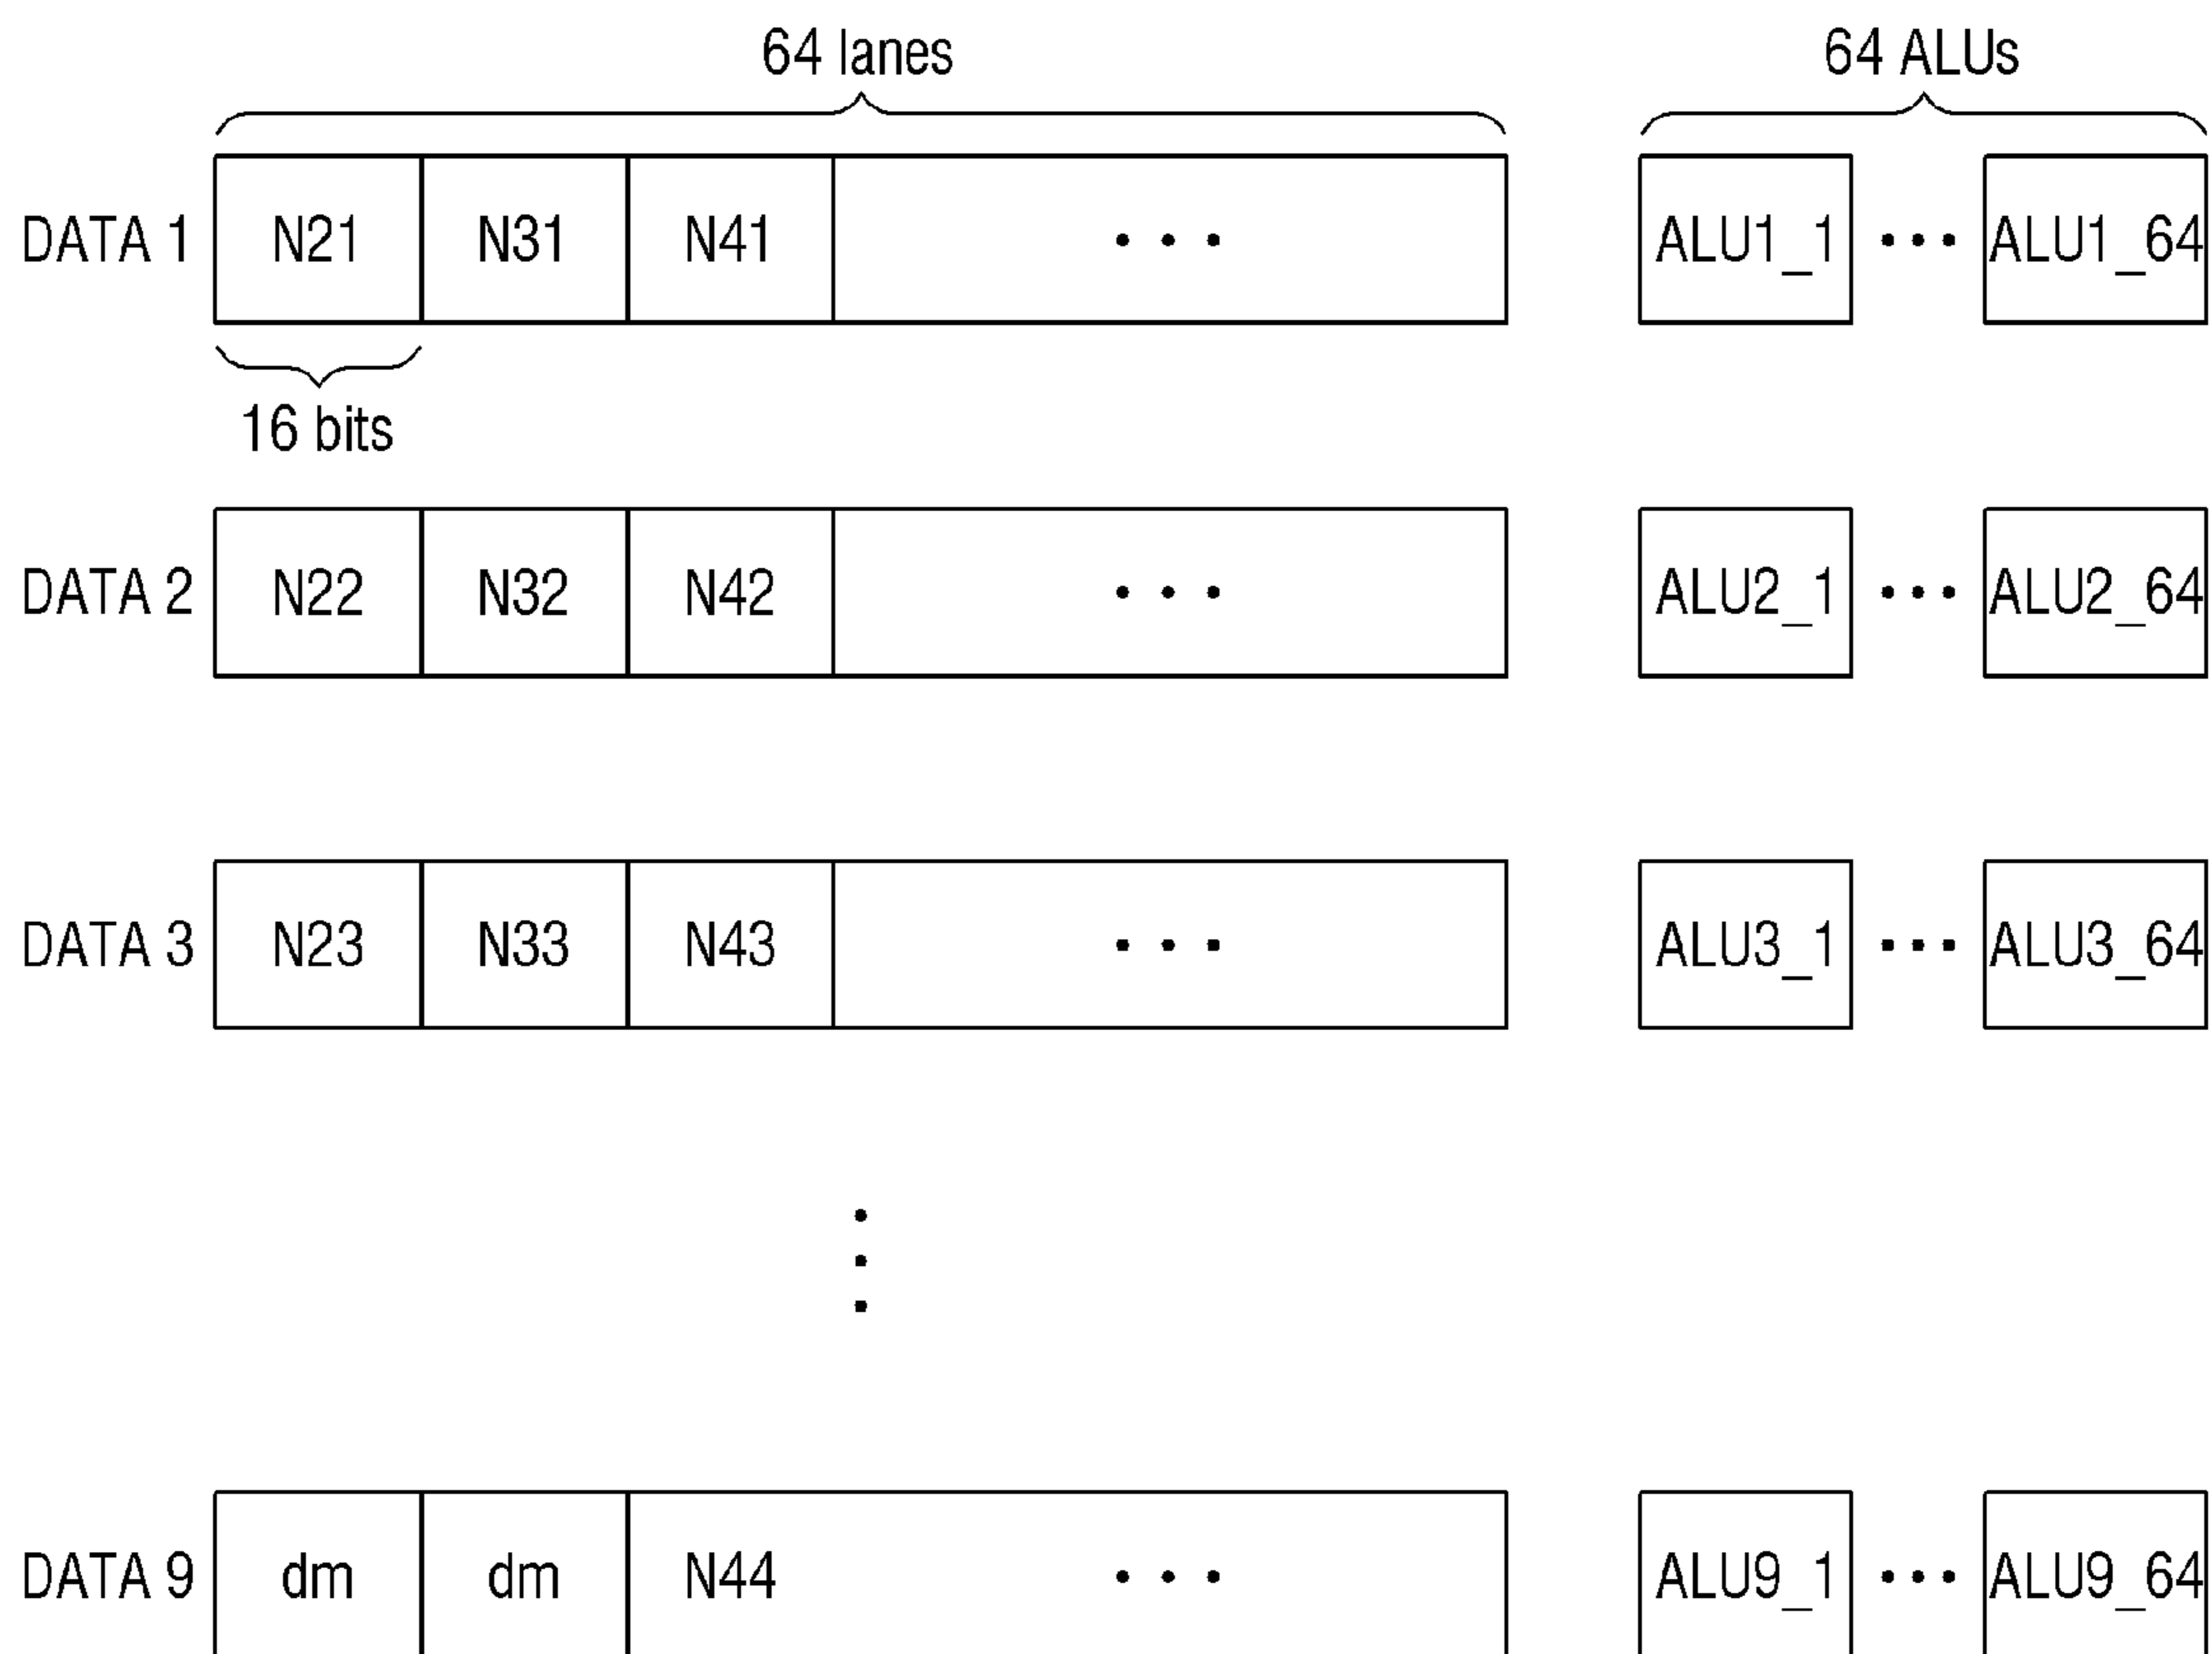 64 lanes 64 ALUs
DATA 1 N21 N31 N41 ● ● ● ALU1_1 ● ● ● ALU1_64
16 bits
DATA 2 N22 N32 N42 ● ● ● ALU2_1 ● ● ● ALU2_64
DATA 3 N23 N33 N43 ● ● ● ALU3_1 ● ● ● ALU3_64
DATA 9 dm dm N44 ● ● ● ALU9_1 ● ● ● ALU9_64